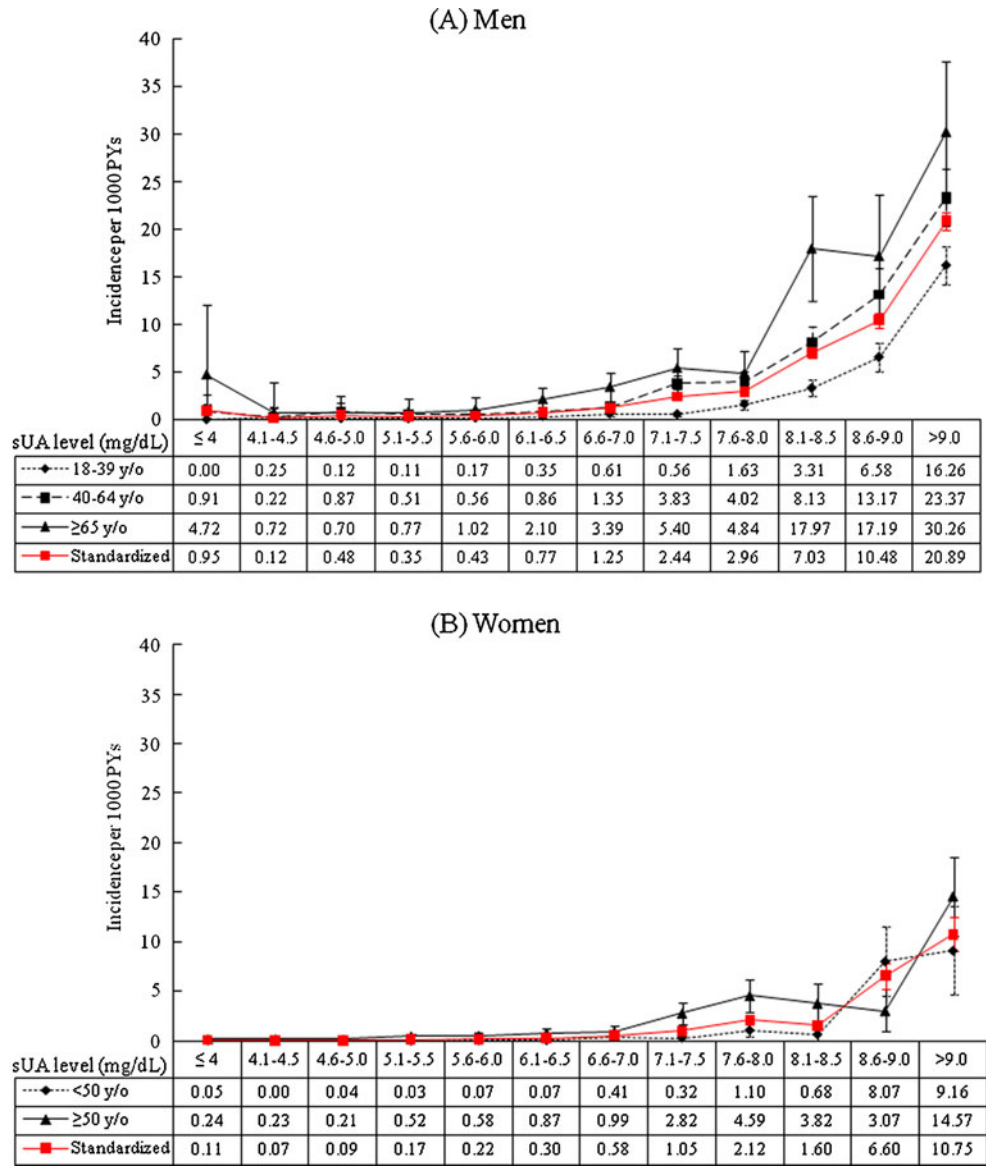 (A) Men
40
35
30
25
20
15
10
5
0
Incidence per 1000 PYs
sUA level (mg/dL) ≦4 4.1-4.5 4.6-5.0 5.1-5.5 5.6-6.0 6.1-6.5 6.6-7.0 7.1-7.5 7.6-8.0 8.1-8.5 8.6-9.0 >9.0
18-39 y/o 0.00 0.25 0.12 0.11 0.17 0.35 0.61 0.56 1.63 3.31 6.58 16.26
40-64 y/o 0.91 0.22 0.87 0.51 0.56 0.86 1.35 3.83 4.02 8.13 13.17 23.37
≥65 y/o 4.72 0.72 0.70 0.77 1.02 2.10 3.39 5.40 4.84 17.97 17.19 30.26
Standardized 0.95 0.12 0.48 0.35 0.43 0.77 1.25 2.44 2.96 7.03 10.48 20.89
(B) Women
40
35
30
25
20
15
10
5
0
Incidence per 1000 PYs
sUA level (mg/dL) ≦4 4.1-4.5 4.6-5.0 5.1-5.5 5.6-6.0 6.1-6.5 6.6-7.0 7.1-7.5 7.6-8.0 8.1-8.5 8.6-9.0 >9.0
<50 y/o 0.05 0.00 0.04 0.03 0.07 0.07 0.41 0.32 1.10 0.68 8.07 9.16
≥50 y/o 0.24 0.23 0.21 0.52 0.58 0.87 0.99 2.82 4.59 3.82 3.07 14.57
Standardized 0.11 0.07 0.09 0.17 0.22 0.30 0.58 1.05 2.12 1.60 6.60 10.75